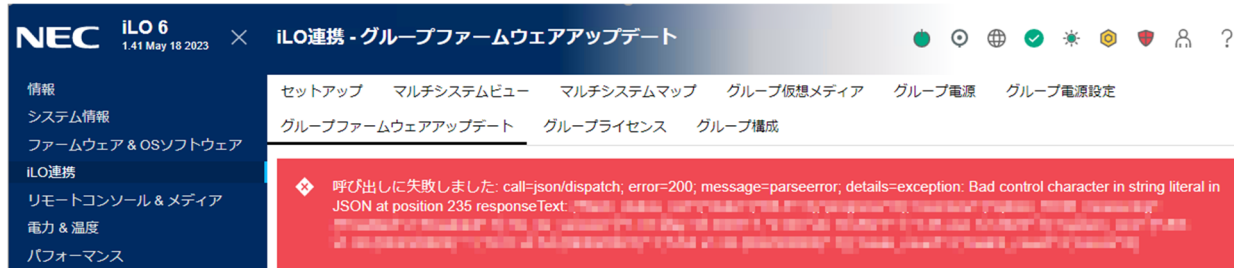 NEC
iLO 6
1.41 May 18 2023
iLO連携 - グループファームウェアアップデート
?
情報
システム情報
ファームウェア & OSソフトウェア
iLO連携
リモートコンソール & メディア
電力 & 温度
パフォーマンス
セットアップ マルチシステムビュー マルチシステムマップ グループ仮想メディア グループ電源 グループ電源設定
グループファームウェアアップデート グループライセンス グループ構成
呼び出しに失敗しました: call=json/dispatch; error=200; message=parseerror; details=exception: Bad control character in string literal in
JSON at position 235 responseText: